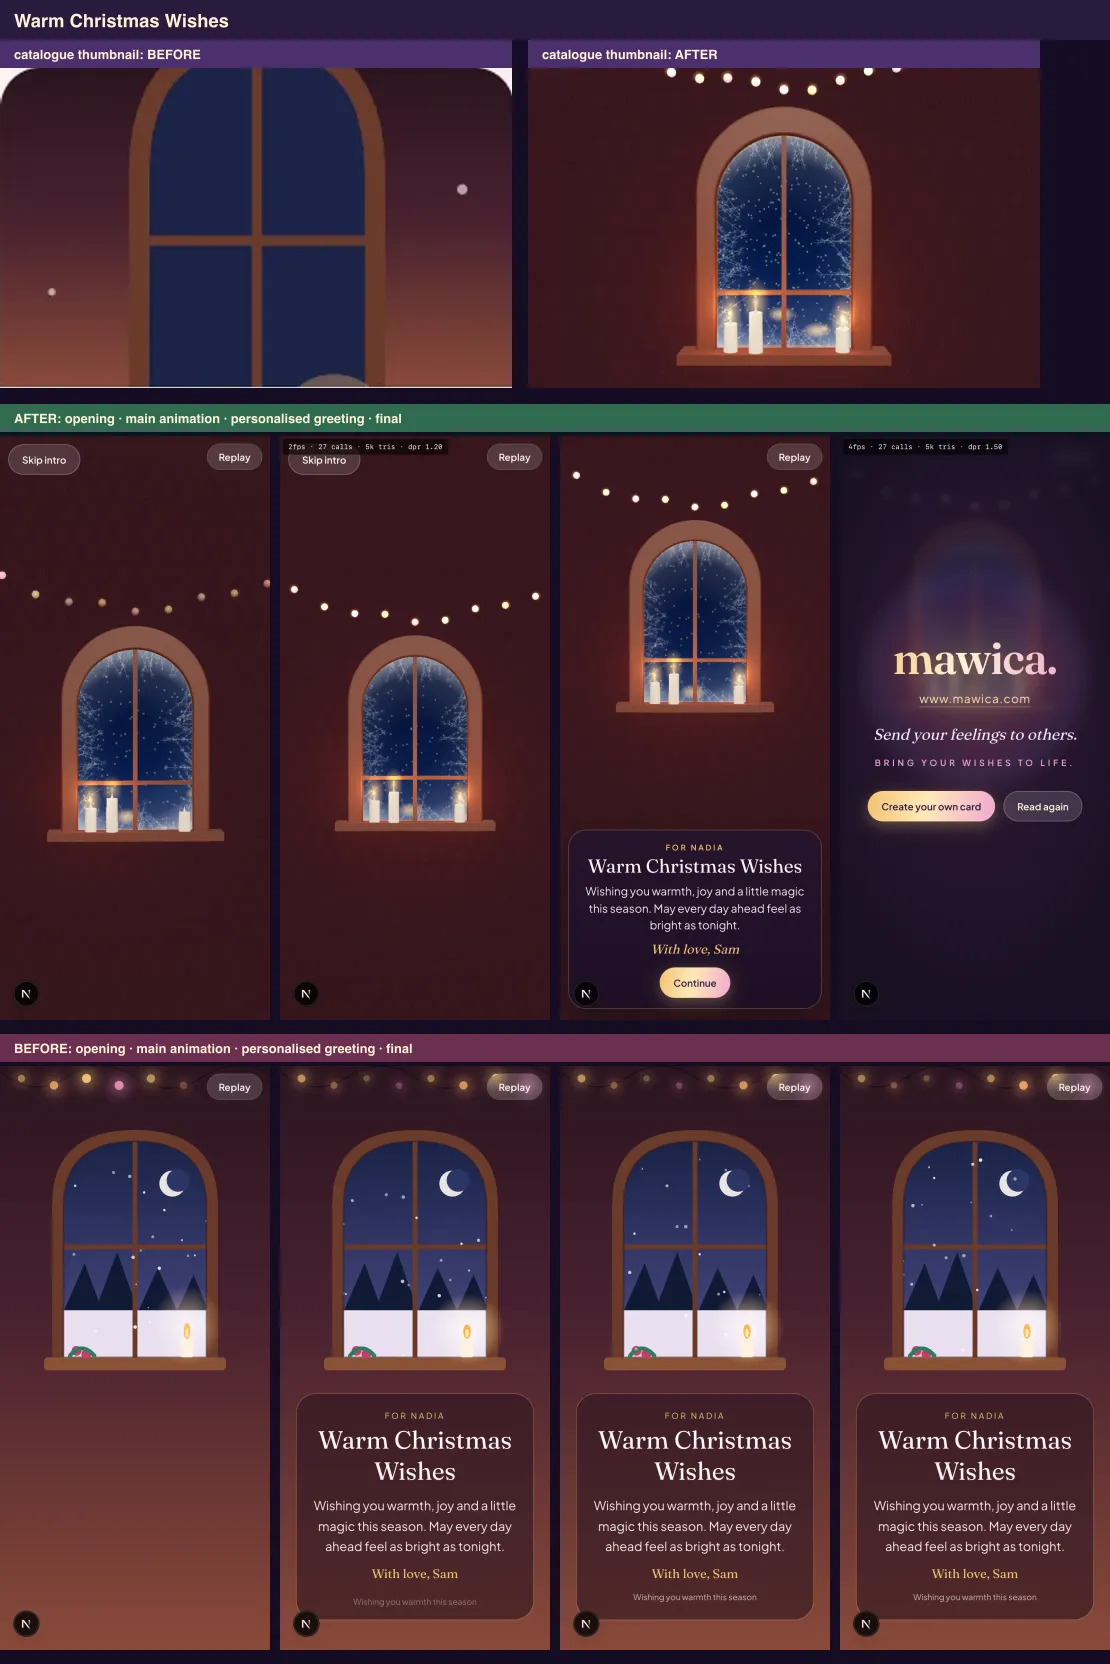 Warm Christmas Wishes
catalogue thumbnail: BEFORE
catalogue thumbnail: AFTER
AFTER: opening · main animation · personalised greeting · final
Skip intro
Replay
2fps · 27 calls · 5k tris · dpr 1.20
Skip intro
Replay
Replay
FOR NADIA
Warm Christmas Wishes
Wishing you warmth, joy and a little magic
this season. May every day ahead feel as
bright as tonight.
With love, Sam
Continue
4fps · 27 calls · 5k tris · dpr 1.50
mawica.
www.mawica.com
Send your feelings to others.
BRING YOUR WISHES TO LIFE.
Create your own card
Read again
N
N
N
N
BEFORE: opening · main animation · personalised greeting · final
Replay
N
Replay
FOR NADIA
Warm Christmas
Wishes
Wishing you warmth, joy and a little
magic this season. May every day
ahead feel as bright as tonight.
With love, Sam
Wishing you warmth this season
N
Replay
FOR NADIA
Warm Christmas
Wishes
Wishing you warmth, joy and a little
magic this season. May every day
ahead feel as bright as tonight.
With love, Sam
Wishing you warmth this season
N
Replay
FOR NADIA
Warm Christmas
Wishes
Wishing you warmth, joy and a little
magic this season. May every day
ahead feel as bright as tonight.
With love, Sam
Wishing you warmth this season
N